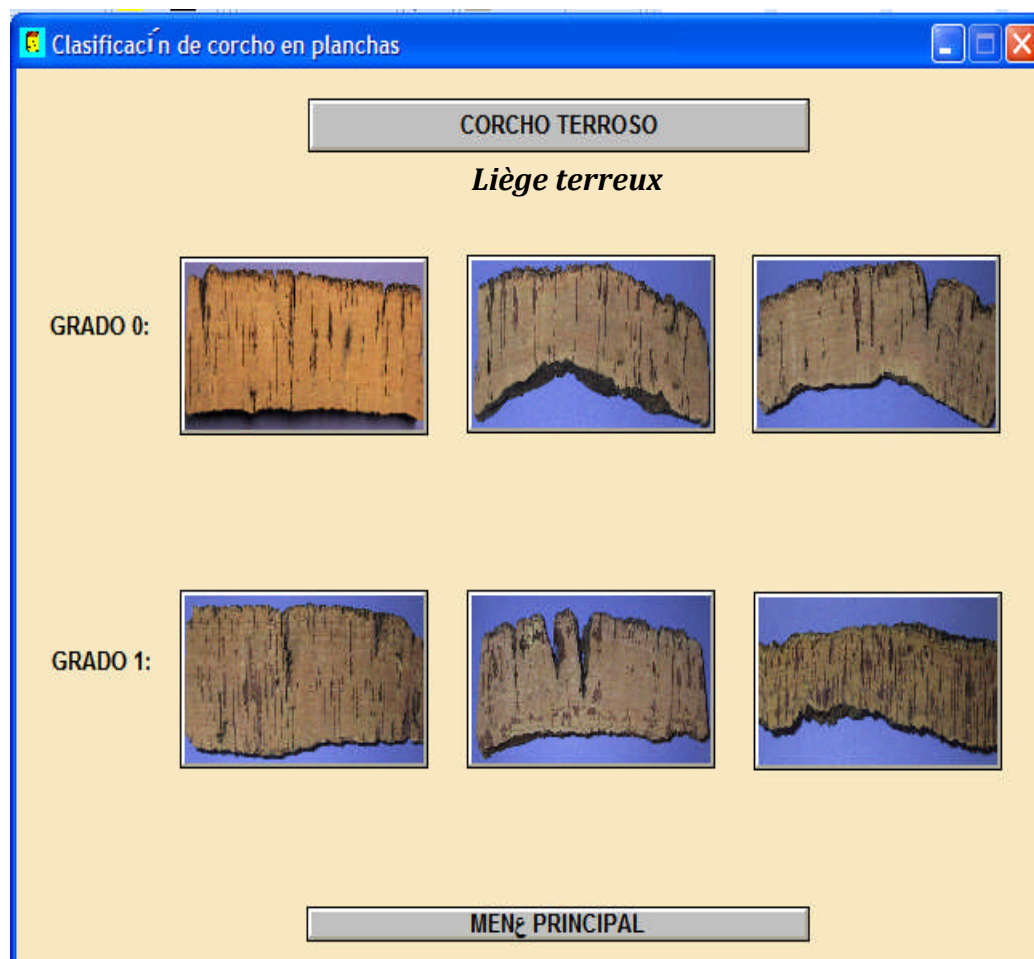 Clasificacín de corcho en planchas
CORCHO TERROSO
Liège terreux
GRADO 0:
GRADO 1:
MENع PRINCIPAL